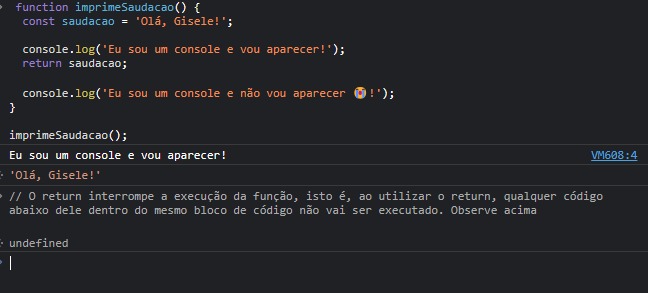 function imprimeSaudacao() {
const saudacao = 'Olá, Gisele!';
console.log('Eu sou um console e vou aparecer!');
return saudacao;
console.log('Eu sou um console e não vou aparecer !');
}
imprimeSaudacao();
Eu sou um console e vou aparecer! VM608:4
'Olá, Gisele!'
// O return interrompe a execução da função, isto é, ao utilizar o return, qualquer código
abaixo dele dentro do mesmo bloco de código não vai ser executado. Observe acima
undefined